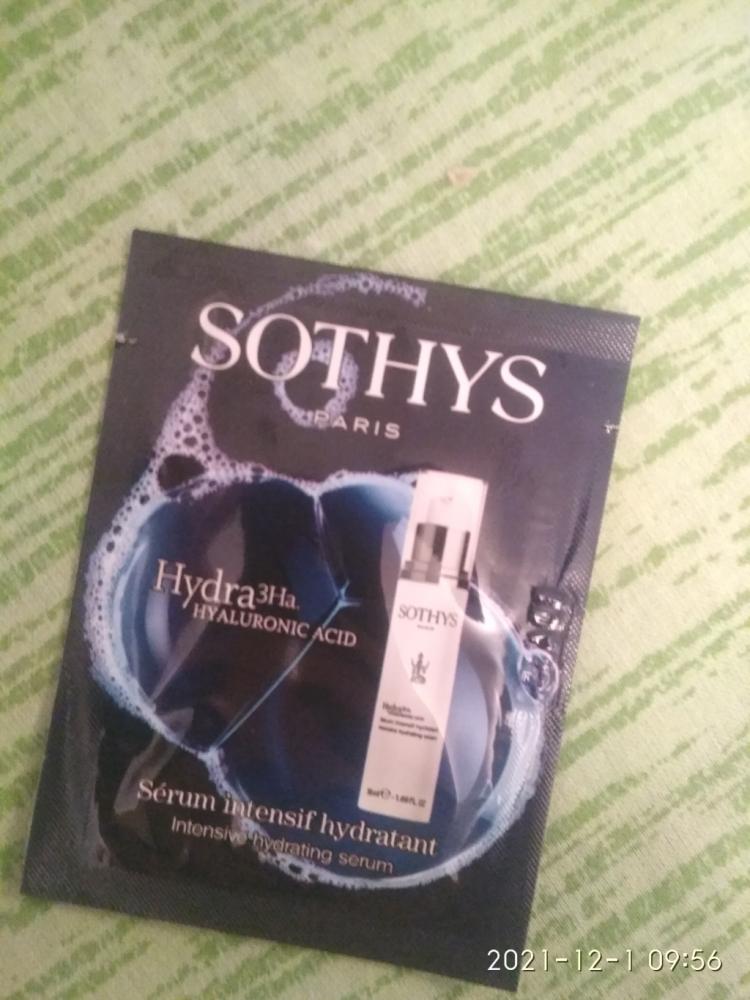 SOTHYS
PARIS
Hydra3Ha.
HYALURONIC ACID
SOTHYS
Sérum intensif hydratant
Intensive hydrating serum
2021-12-1 09:56